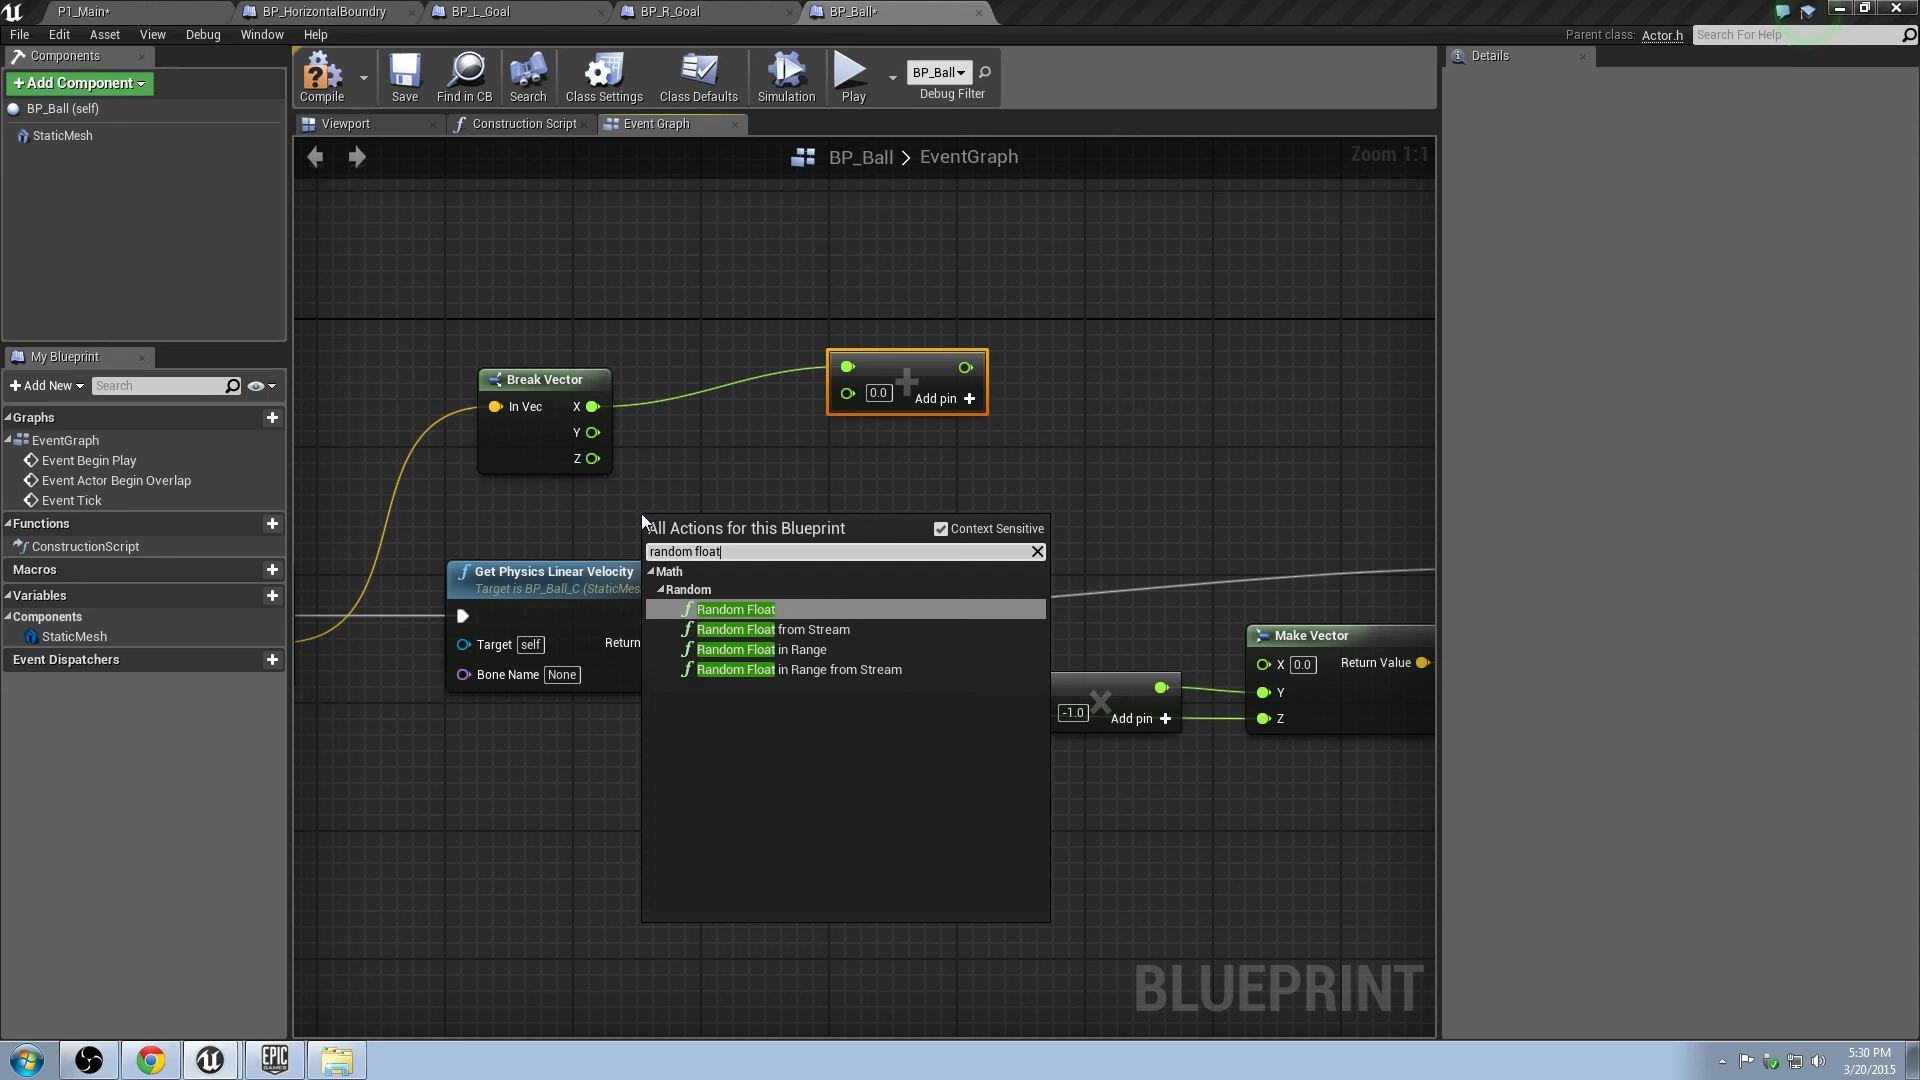 P1_Main*
BP_HorizontalBoundry
BP_L_Goal
BP_R_Goal
BP_Ball*
File Edit Asset View Debug Window Help
Parent class: Actor.h
Search For Help
Components
+Add Component
BP_Ball (self)
StaticMesh
Compile
Save
Find in CB
Search
Class Settings
Class Defaults
Simulation
Play
BP_Ball
Debug Filter
Details
Viewport
Construction Script
Event Graph
BP_Ball > EventGraph
Zoom 1:1
My Blueprint
+Add New
Search
Graphs
EventGraph
Event Begin Play
Event Actor Begin Overlap
Event Tick
Functions
ConstructionScript
Macros
Variables
Components
StaticMesh
Event Dispatchers
Break Vector
In Vec X
Y
Z
0.0
Add pin +
All Actions for this Blueprint
Context Sensitive
random float
Math
Random
Random Float
Random Float from Stream
Random Float in Range
Random Float in Range from Stream
Get Physics Linear Velocity
Target is BP_Ball_C (StaticMes
Target self Return
Bone Name None
-1.0
Add pin +
Make Vector
X 0.0 Return Value
Y
Z
BLUEPRINT
EPIC
GAMES
5:30 PM
3/20/2015